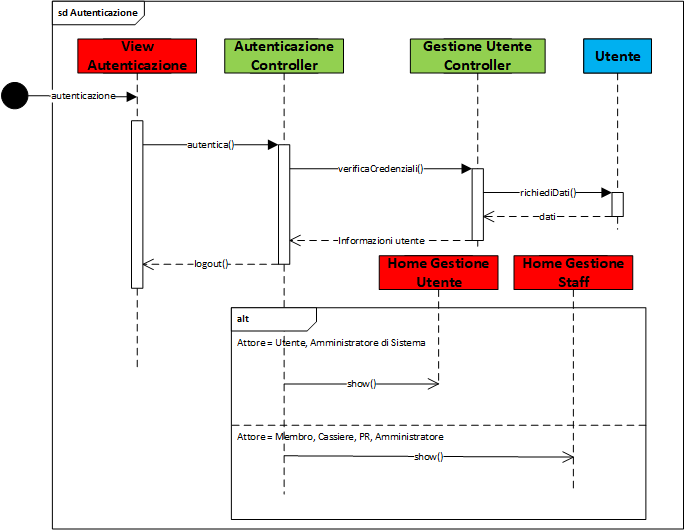 sd Autenticazione
View
Autenticazione
Autenticazione
Controller
Gestione Utente
Controller
Utente
autenticazione
autentica()
verificaCredenziali()
richiediDati()
dati
Informazioni utente
logout()
Home Gestione
Utente
Home Gestione
Staff
alt
Attore = Utente, Amministratore di Sistema
show()
Attore = Membro, Cassiere, PR, Amministratore
show()